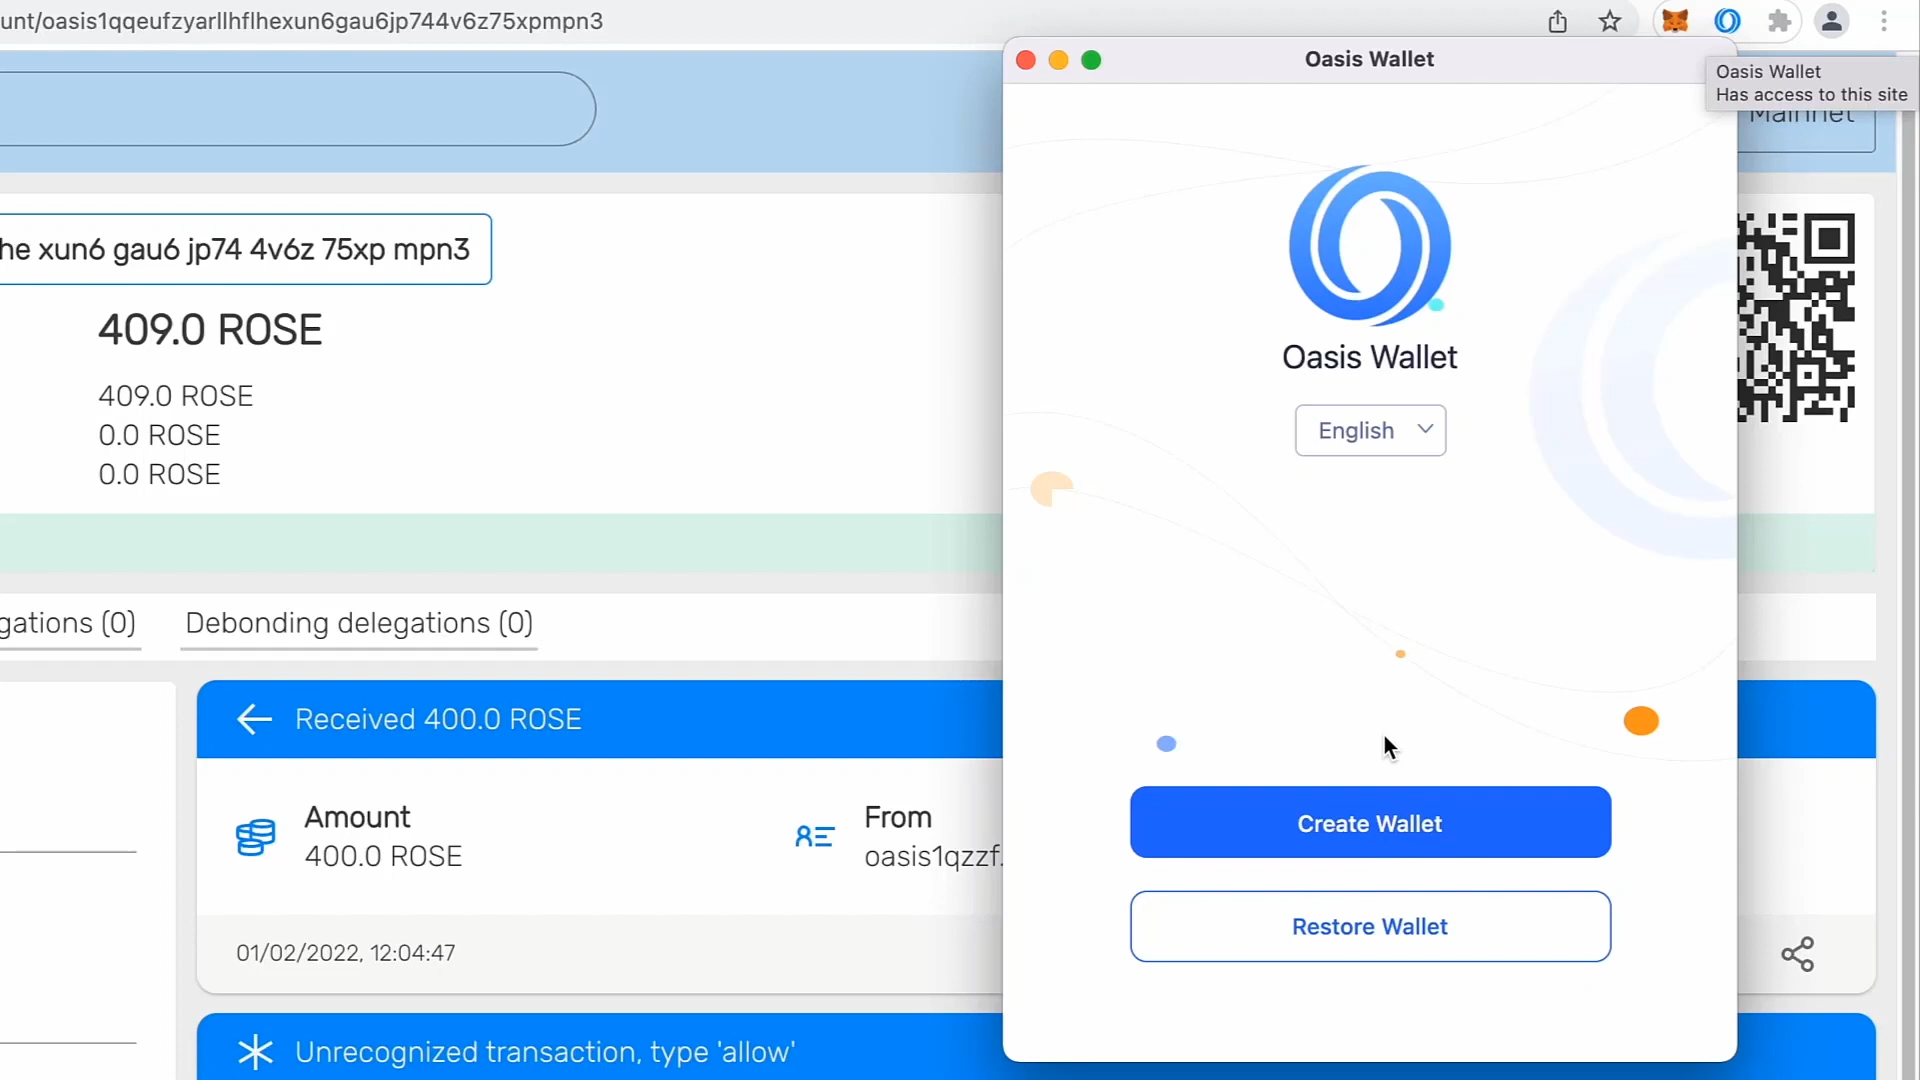 unt/oasis1qqeufzyarllhflhexun6gau6jp744v6z75xpmpn3
Oasis Wallet
Oasis Wallet
Has access to this site
Mainnet
he xun6 gau6 jp74 4v6z 75xp mpn3
409.0 ROSE
409.0 ROSE
0.0 ROSE
0.0 ROSE
Oasis Wallet
English
gations (0)
Debonding delegations (0)
Received 400.0 ROSE
Amount
400.0 ROSE
From
oasis1qzzf.
01/02/2022, 12:04:47
Create Wallet
Restore Wallet
Unrecognized transaction, type 'allow'